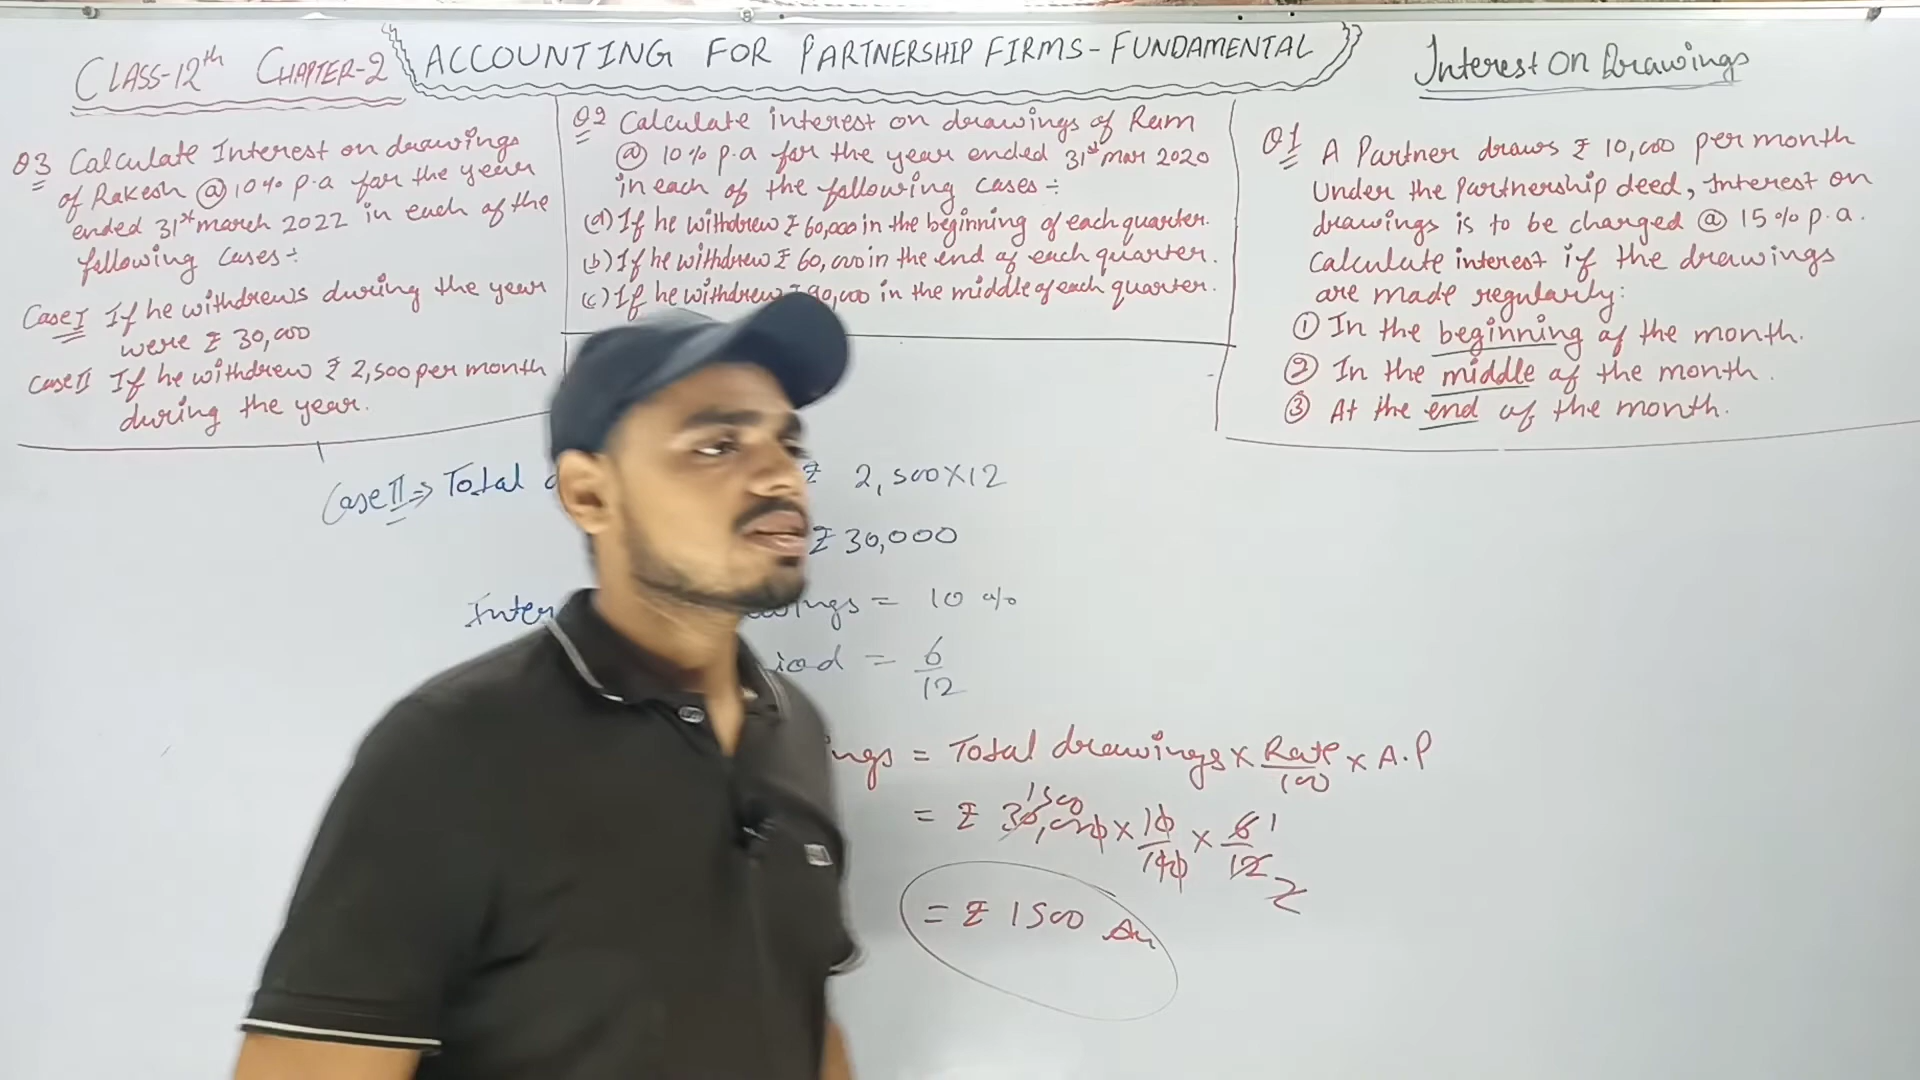 CLASS-12th CHAPTER-2
ACCOUNTING FOR PARTNERSHIP FIRMS - FUNDAMENTAL
Interest On Drawings
Q3 Calculate Interest on drawings
of Rakesh @ 10% p.a for the year
ended 31st march 2022 in each of the
following cases ÷
Case I If he withdrews during the year
were ₹ 30,000
Case II If he withdrew ₹ 2,500 per month
during the year.
Q2 Calculate interest on drawings of Ram
@ 10% p.a for the year ended 31st mar 2020
in each of the following cases ÷
(a) If he withdrew ₹ 60,000 in the beginning of each quarter.
(b) If he withdrew ₹ 60,000 in the end of each quarter.
(c) If he withdrew 90,000 in the middle of each quarter.
Q1 A Partner draws ₹ 10,000 per month
Under the partnership deed, Interest on
drawings is to be charged @ 15% p.a.
Calculate interest if the drawings
are made regularly:
① In the beginning of the month.
② In the middle of the month.
③ At the end of the month.
Case II ⇒ Total ₹ 2,500×12
₹ 30,000
= 10 %
= 6/12
= Total drawings × Rate/100 × A.P
= ₹ 30,000 × 10/100 × 6/12
1500 1 2
= ₹ 1500